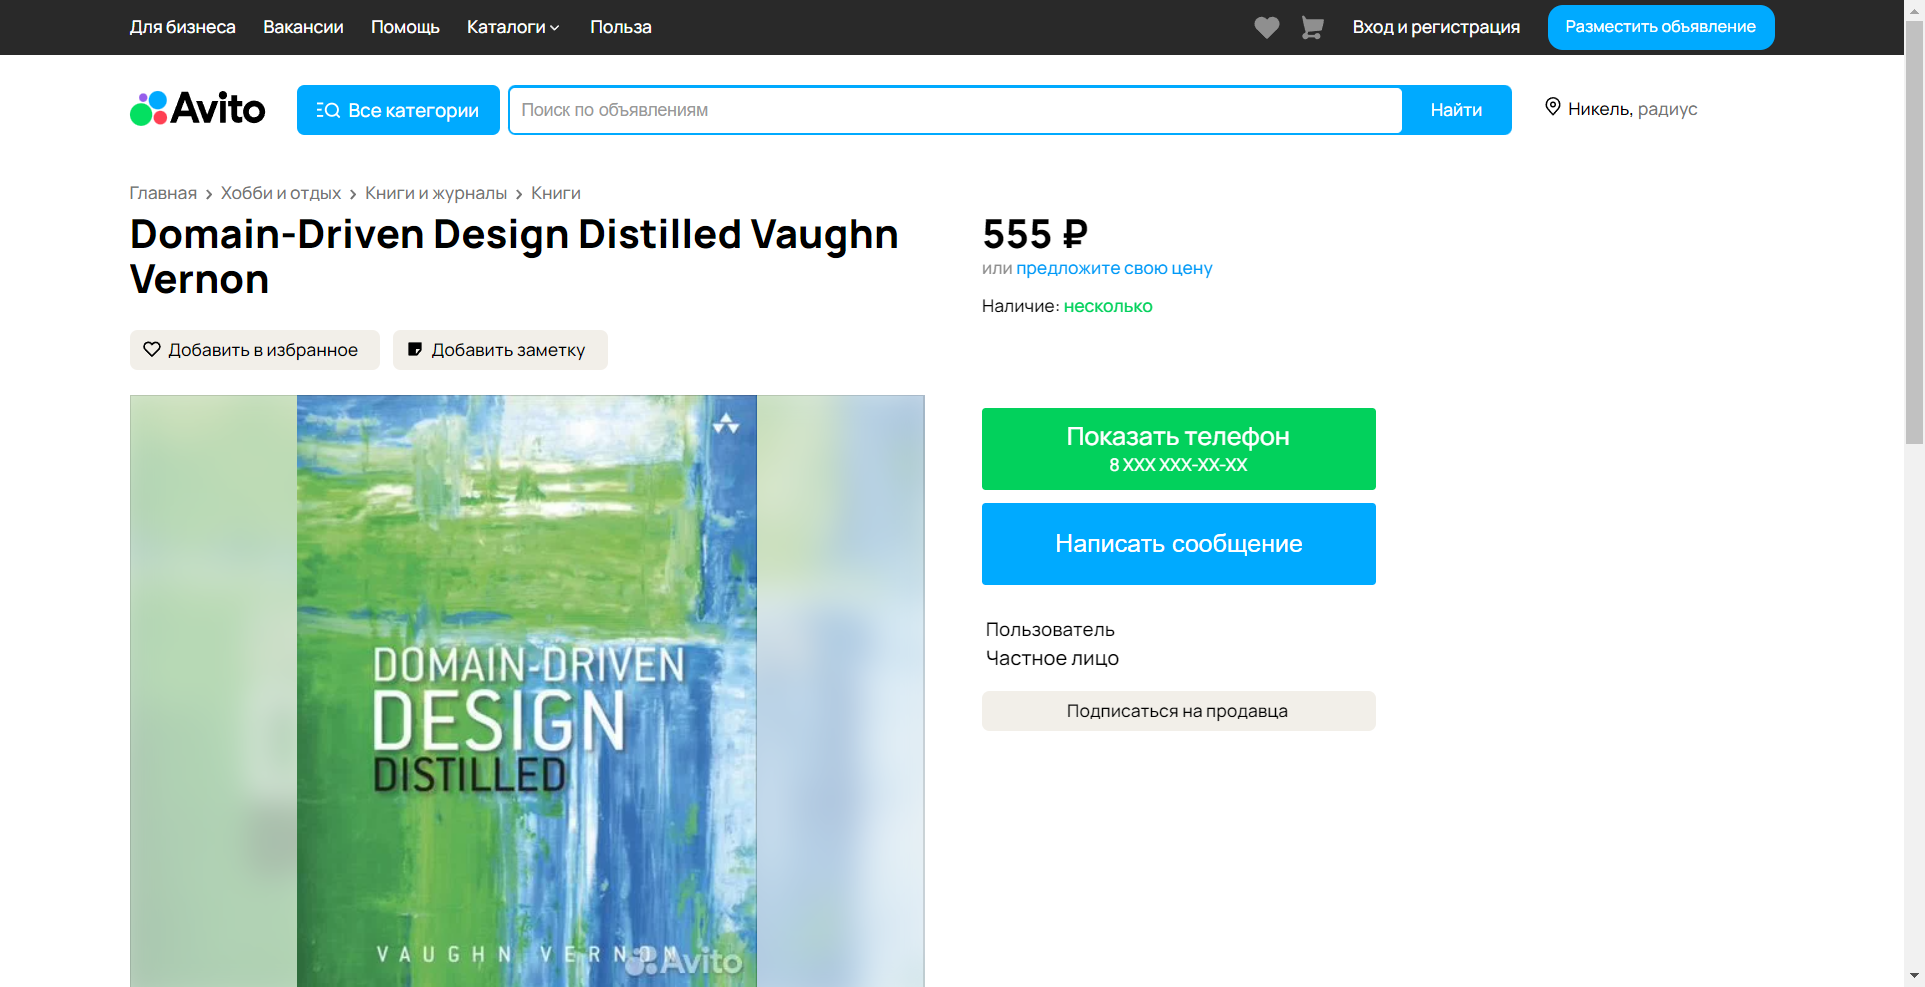 Для бизнеса Вакансии Помощь Каталоги Польза Вход и регистрация Разместить объявление
Avito Все категории Поиск по объявлениям Найти Никель, радиус
Главная › Хобби и отдых › Книги и журналы › Книги
Domain-Driven Design Distilled Vaughn
Vernon
555 ₽
или предложите свою цену
Наличие: несколько
Добавить в избранное Добавить заметку
DOMAIN-DRIVEN
DESIGN
DISTILLED
VAUGHN VERNON
Avito
Показать телефон
8 XXX XXX-XX-XX
Написать сообщение
Пользователь
Частное лицо
Подписаться на продавца